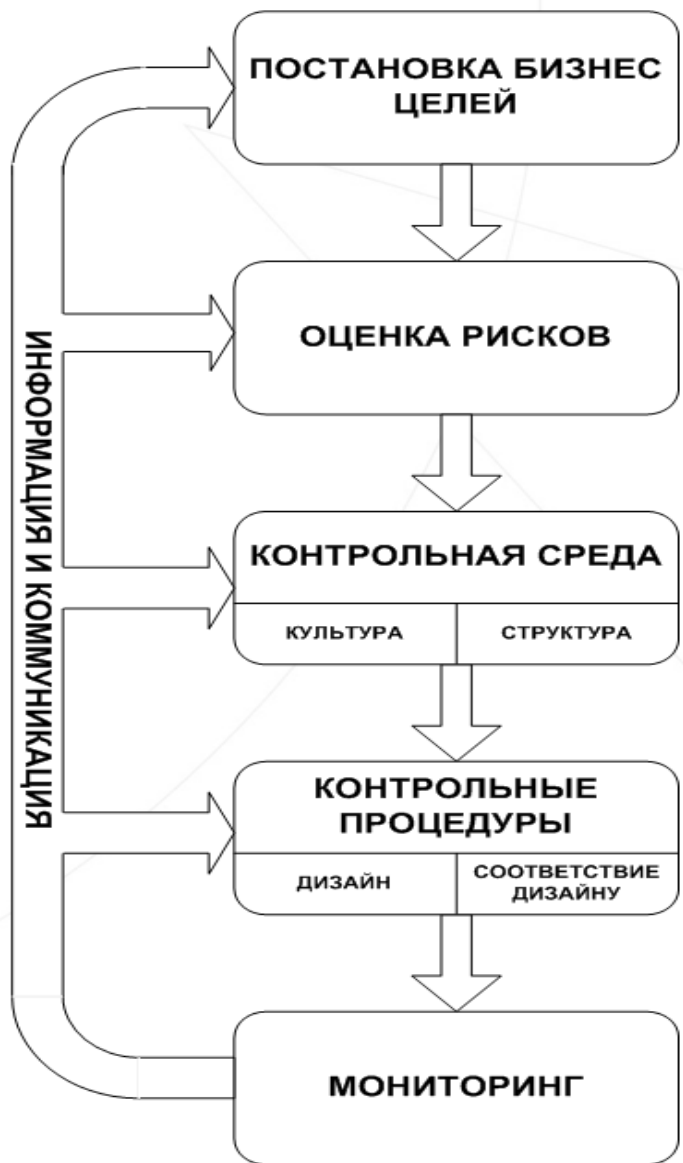 ПОСТАНОВКА БИЗНЕС
ЦЕЛЕЙ
ОЦЕНКА РИСКОВ
ИНФОРМАЦИЯ И КОММУНИКАЦИЯ
КОНТРОЛЬНАЯ СРЕДА
КУЛЬТУРА
СТРУКТУРА
КОНТРОЛЬНЫЕ
ПРОЦЕДУРЫ
ДИЗАЙН
СООТВЕТСТВИЕ
ДИЗАЙНУ
МОНИТОРИНГ